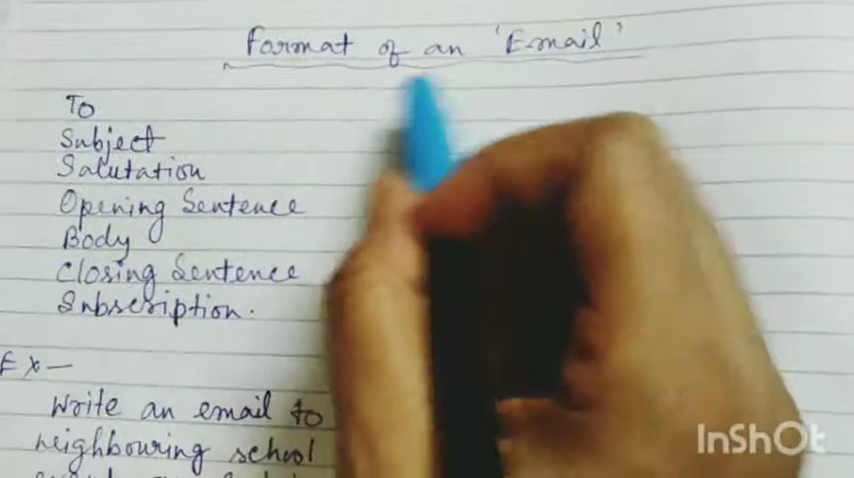 Format of an 'E-mail'
To
Subject
Salutation
Opening Sentence
Body
Closing Sentence
Subscription.
Ex-
Write an email to
neighbouring school
InShOt